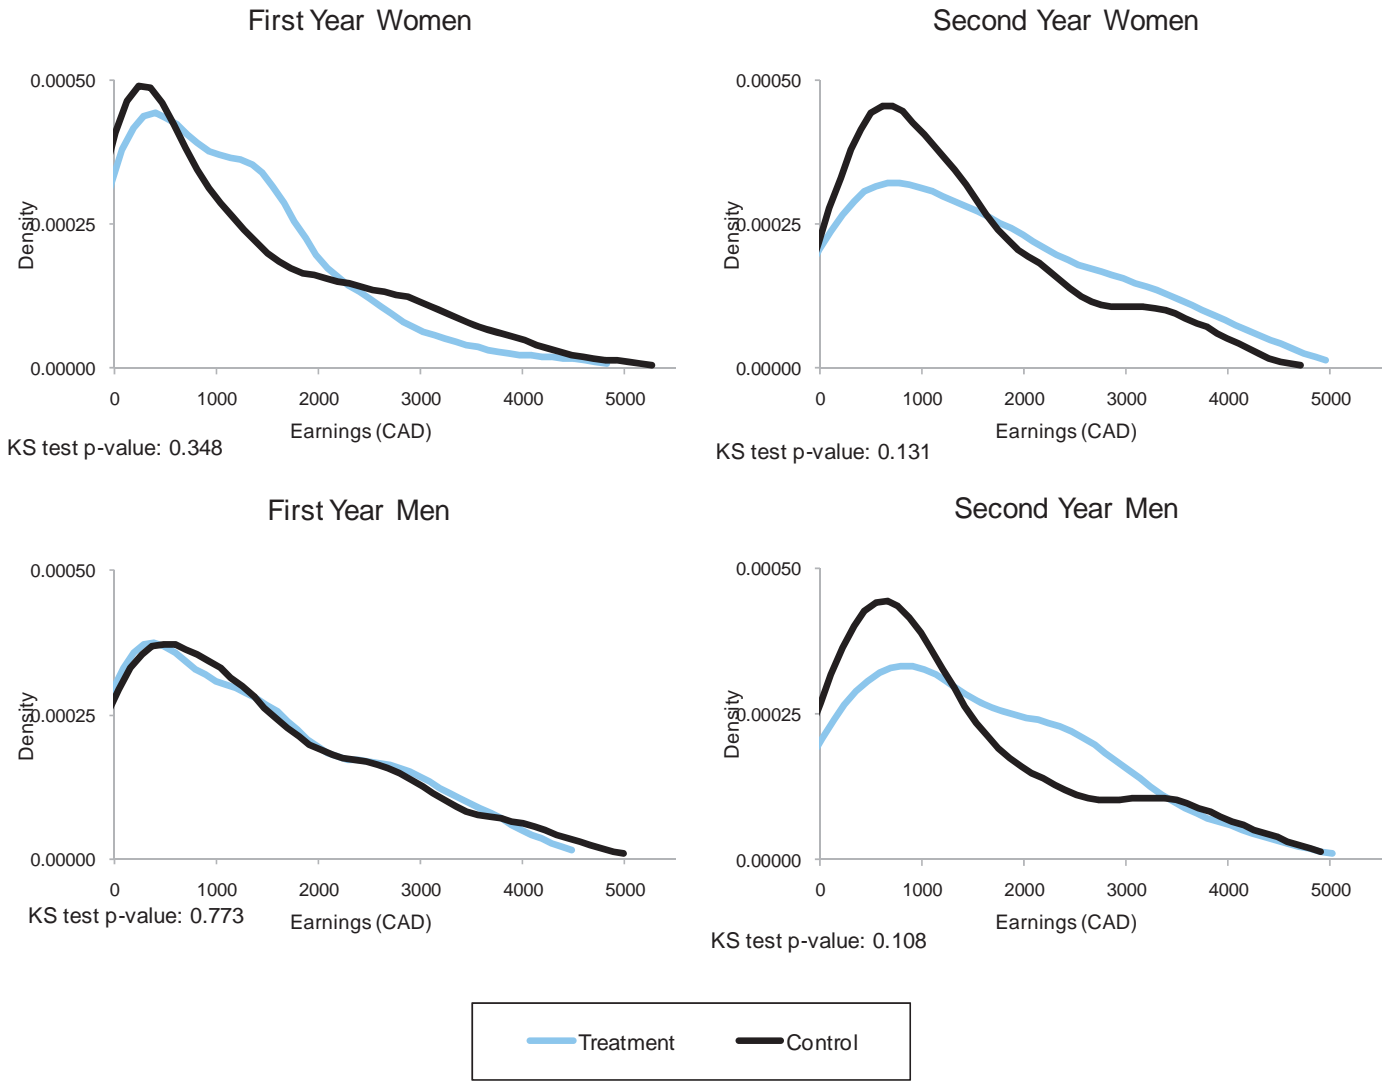 First Year Women
0.00050
0.00025
0.00000
Density
0 1000 2000 3000 4000 5000
Earnings (CAD)
KS test p-value: 0.348
Second Year Women
0.00050
0.00025
0.00000
Density
0 1000 2000 3000 4000 5000
Earnings (CAD)
KS test p-value: 0.131
First Year Men
0.00050
0.00025
0.00000
Density
0 1000 2000 3000 4000 5000
Earnings (CAD)
KS test p-value: 0.773
Second Year Men
0.00050
0.00025
0.00000
Density
0 1000 2000 3000 4000 5000
Earnings (CAD)
KS test p-value: 0.108
Treatment Control